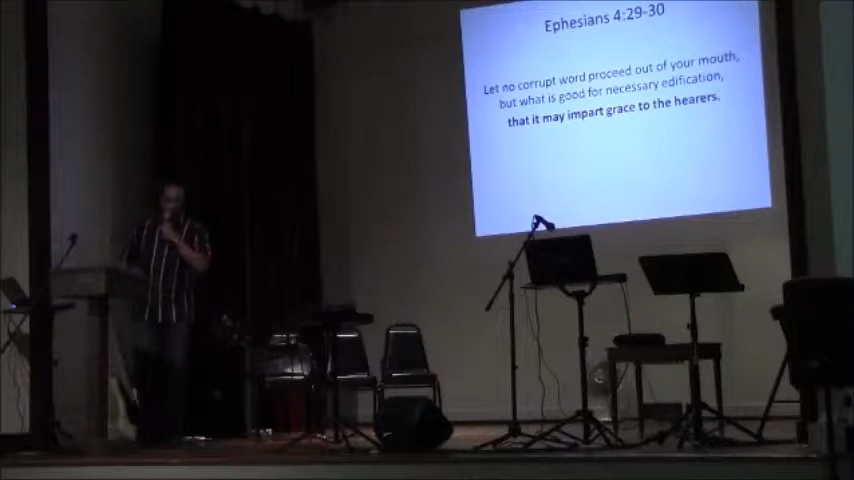 Ephesians 4:29-30
Let no corrupt word proceed out of your mouth,
but what is good for necessary edification,
that it may impart grace to the hearers.